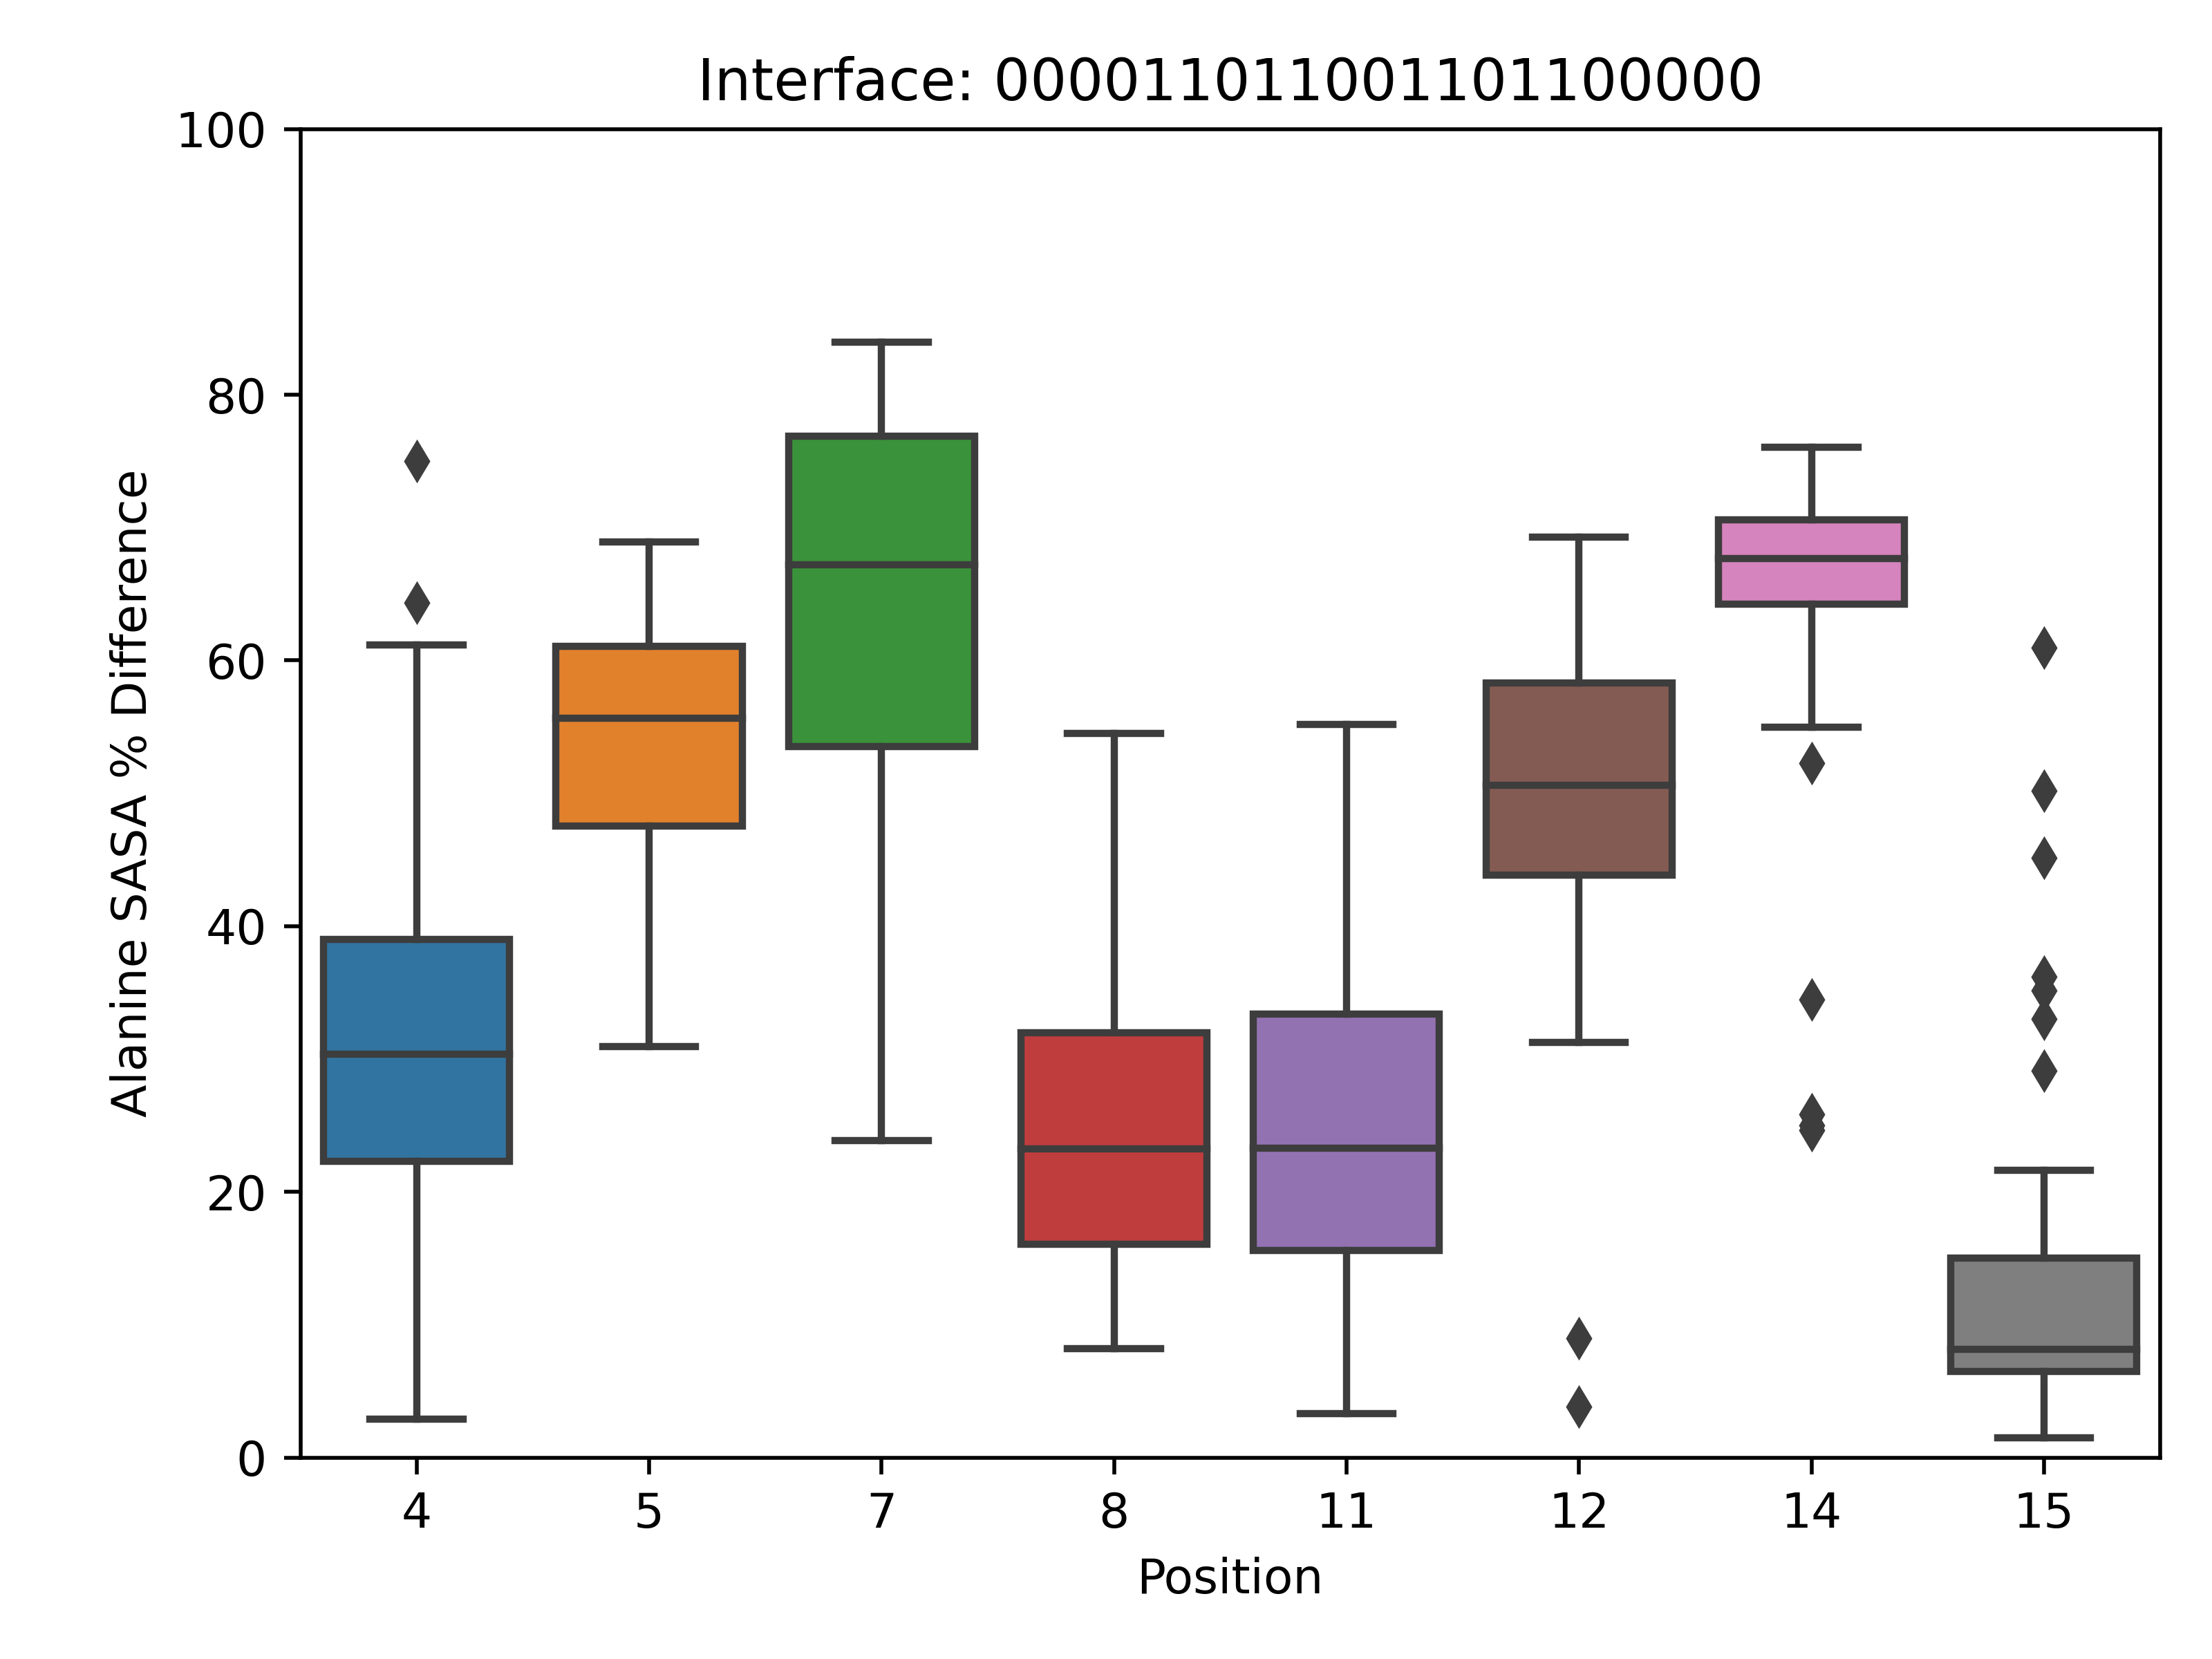 Interface: 000011011001101100000
100
80
60
40
20
0
Alanine SASA % Difference
4 5 7 8 11 12 14 15
Position